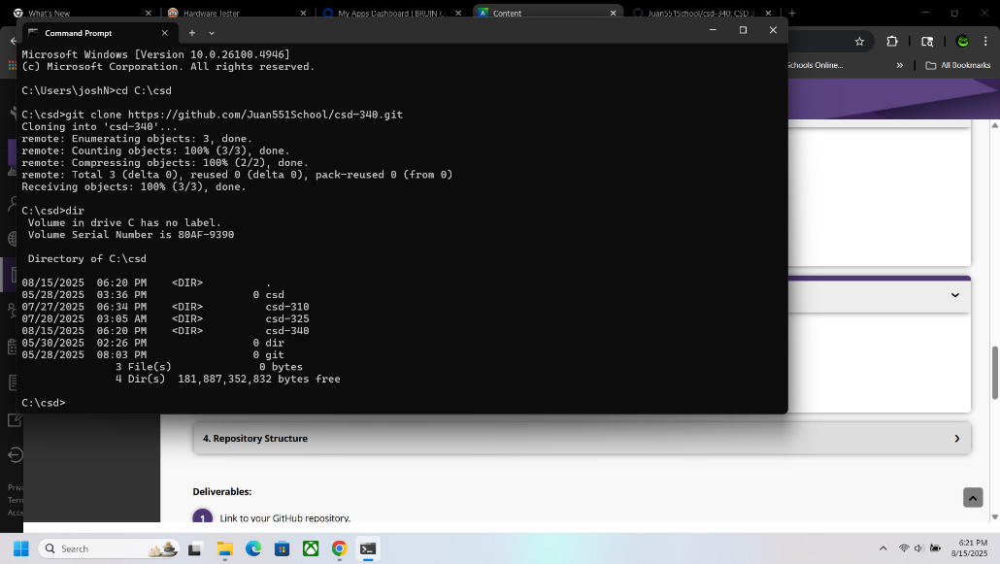 What's New
Hardware Tester
My Apps Dashboard | BRUIN C
Content
Juan551School/csd-340: CSD 3
Command Prompt
Schools Online...
All Bookmarks
Microsoft Windows [Version 10.0.26100.4946]
(c) Microsoft Corporation. All rights reserved.
C:\Users\joshN>cd C:\csd
C:\csd>git clone https://github.com/Juan551School/csd-340.git
Cloning into 'csd-340'...
remote: Enumerating objects: 3, done.
remote: Counting objects: 100% (3/3), done.
remote: Compressing objects: 100% (2/2), done.
remote: Total 3 (delta 0), reused 0 (delta 0), pack-reused 0 (from 0)
Receiving objects: 100% (3/3), done.
C:\csd>dir
Volume in drive C has no label.
Volume Serial Number is 80AF-9390
Directory of C:\csd
08/15/2025  06:20 PM    <DIR>          .
05/28/2025  03:36 PM                 0 csd
07/27/2025  06:34 PM    <DIR>          csd-310
07/20/2025  03:05 AM    <DIR>          csd-325
08/15/2025  06:20 PM    <DIR>          csd-340
05/30/2025  02:26 PM                 0 dir
05/28/2025  08:03 PM                 0 git
3 File(s)              0 bytes
4 Dir(s)  181,887,352,832 bytes free
C:\csd>
4. Repository Structure
Deliverables:
1 Link to your GitHub repository.
Priva
Term
Acce
Search
6:21 PM
8/15/2025